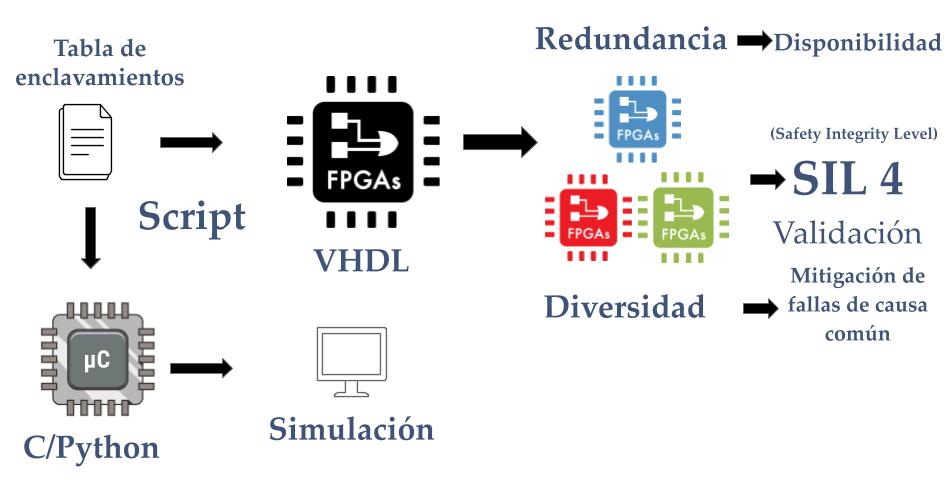 Tabla de
enclavamientos
Script
FPGAs
VHDL
µC
C/Python
Simulación
Redundancia
Disponibilidad
FPGAs
FPGAs
FPGAs
(Safety Integrity Level)
SIL 4
Validación
Diversidad
Mitigación de
fallas de causa
común